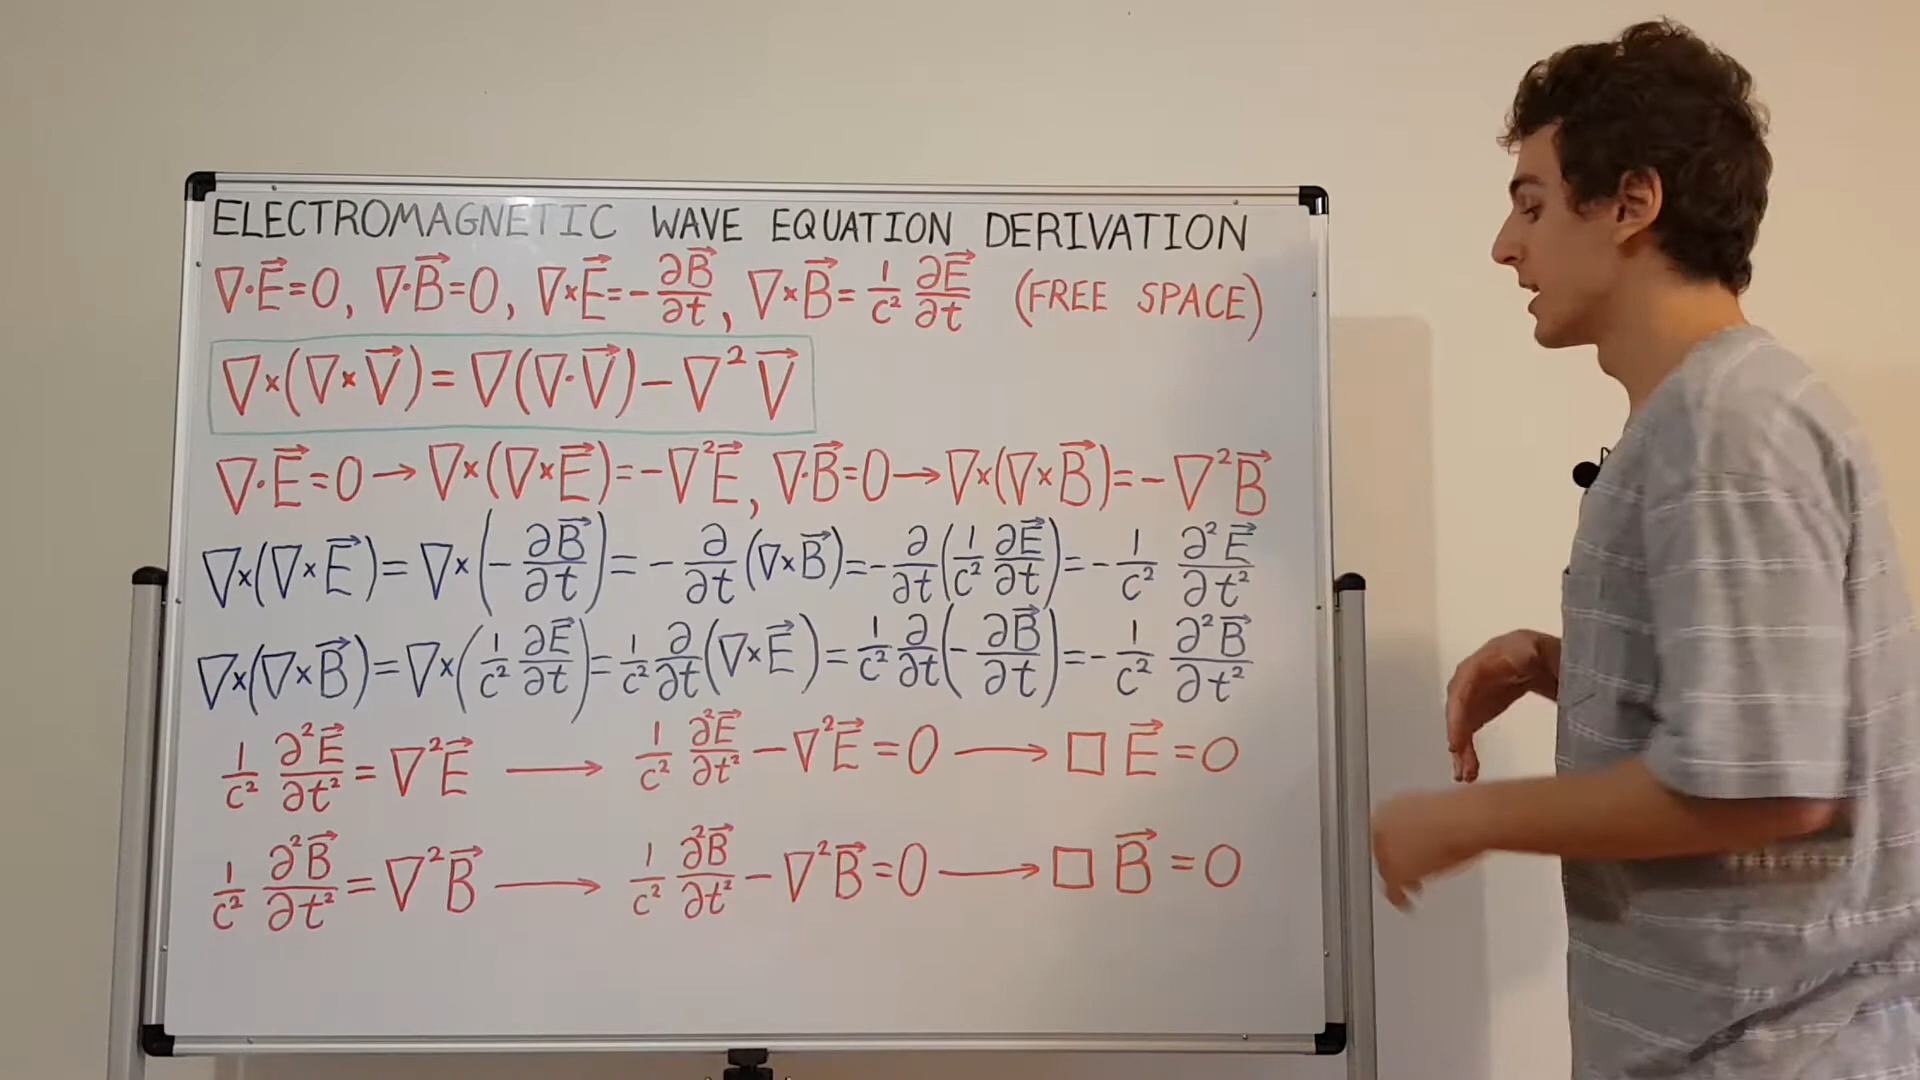 ELECTROMAGNETIC WAVE EQUATION DERIVATION
∇·E⃗=0, ∇·B⃗=0, ∇×E⃗=-∂B⃗/∂t, ∇×B⃗=1/c² ∂E⃗/∂t (FREE SPACE)
∇×(∇×V⃗)=∇(∇·V⃗)-∇²V⃗
∇·E⃗=0→∇×(∇×E⃗)=-∇²E⃗, ∇·B⃗=0→∇×(∇×B⃗)=-∇²B⃗
∇×(∇×E⃗)=∇×(-∂B⃗/∂t)=-∂/∂t(∇×B⃗)=-∂/∂t(1/c² ∂E⃗/∂t)=-1/c² ∂²E⃗/∂t²
∇×(∇×B⃗)=∇×(1/c² ∂E⃗/∂t)=1/c² ∂/∂t(∇×E⃗)=1/c² ∂/∂t(-∂B⃗/∂t)=-1/c² ∂²B⃗/∂t²
1/c² ∂²E⃗/∂t²=∇²E⃗ → 1/c² ∂²E⃗/∂t²-∇²E⃗=0 → □E⃗=0
1/c² ∂²B⃗/∂t²=∇²B⃗ → 1/c² ∂²B⃗/∂t²-∇²B⃗=0 → □B⃗=0